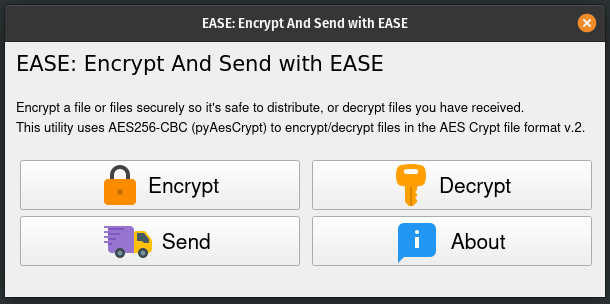 EASE: Encrypt And Send with EASE
EASE: Encrypt And Send with EASE
Encrypt a file or files securely so it's safe to distribute, or decrypt files you have received.
This utility uses AES256-CBC (pyAesCrypt) to encrypt/decrypt files in the AES Crypt file format v.2.
Encrypt
Decrypt
Send
About